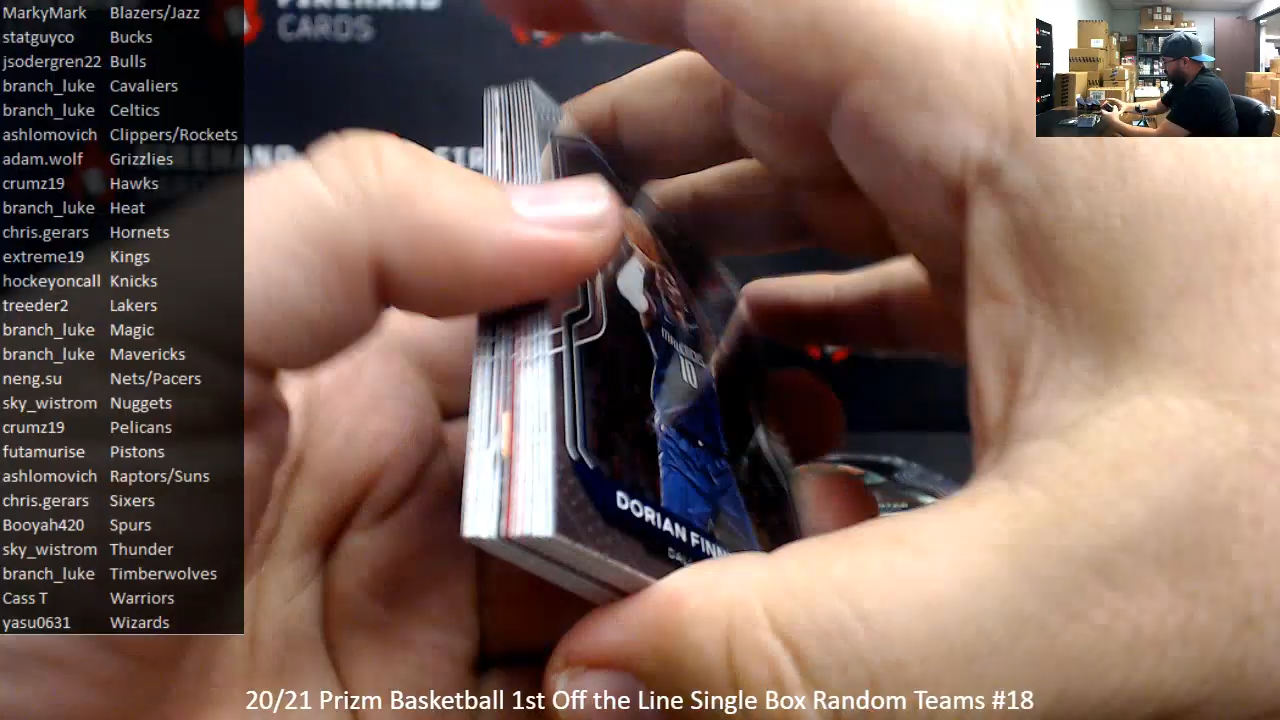 MarkyMark Blazers/Jazz
statguyco Bucks
jsodergren22 Bulls
branch_luke Cavaliers
branch_luke Celtics
ashlomovich Clippers/Rockets
adam.wolf Grizzlies
crumz19 Hawks
branch_luke Heat
chris.gerars Hornets
extreme19 Kings
hockeyoncall Knicks
treeder2 Lakers
branch_luke Magic
branch_luke Mavericks
neng.su Nets/Pacers
sky_wistrom Nuggets
crumz19 Pelicans
futamurise Pistons
ashlomovich Raptors/Suns
chris.gerars Sixers
Booyah420 Spurs
sky_wistrom Thunder
branch_luke Timberwolves
Cass T Warriors
yasu0631 Wizards
CARDS
10
DORIAN FINN
20/21 Prizm Basketball 1st Off the Line Single Box Random Teams #18